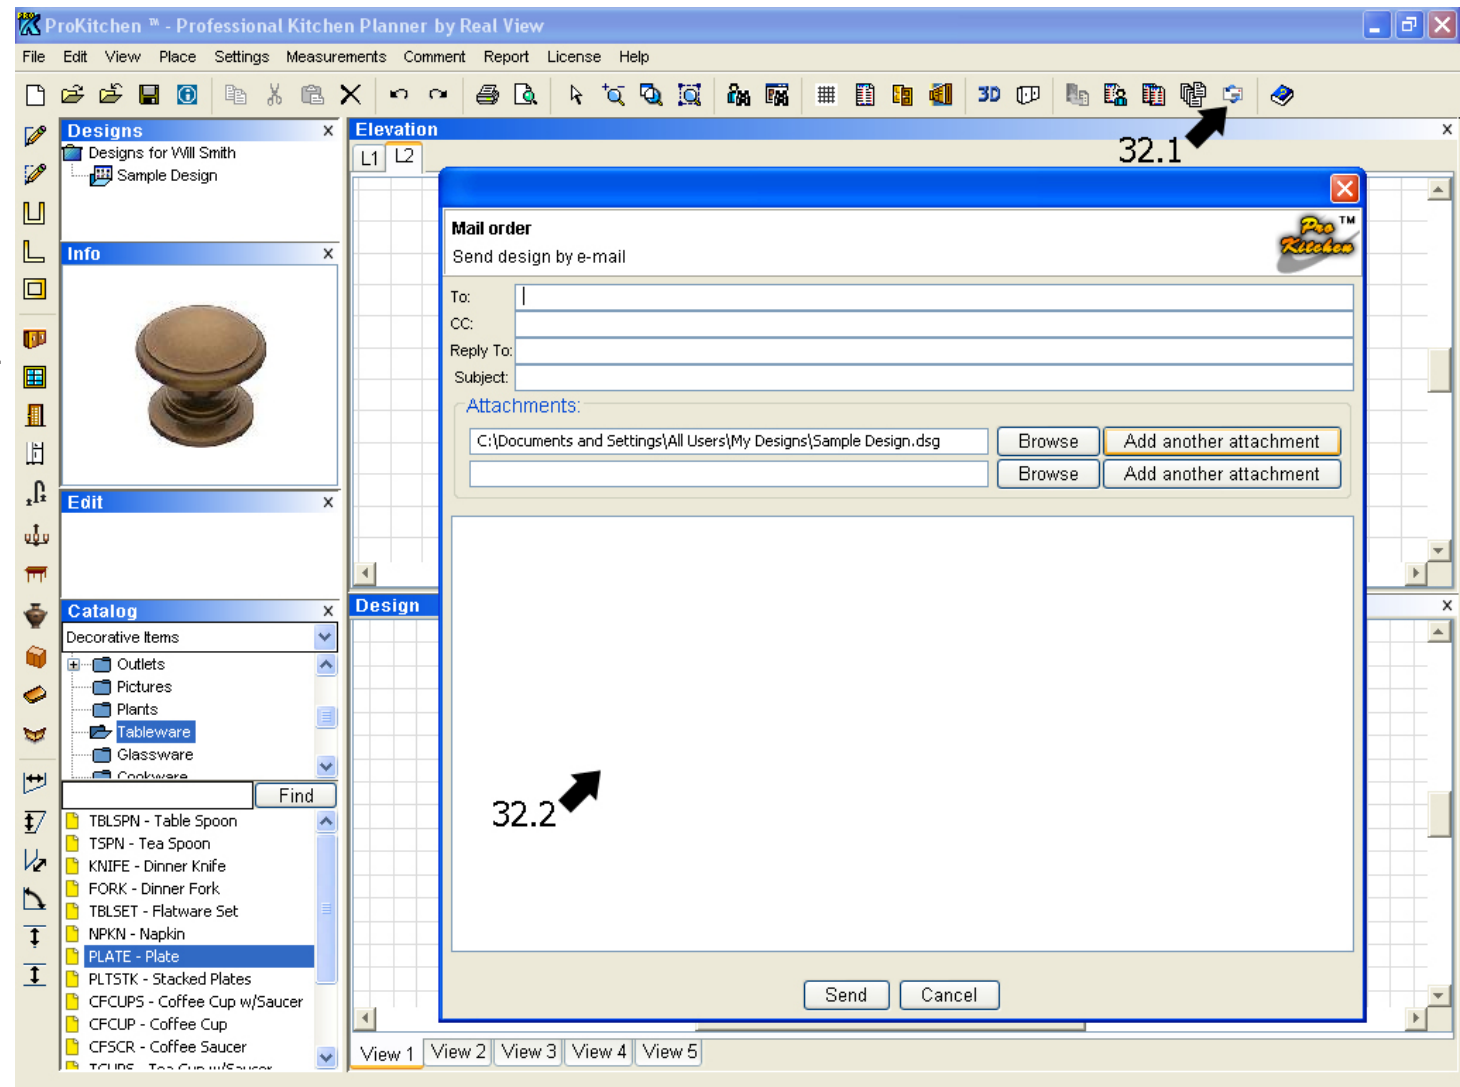 ProKitchen ™ - Professional Kitchen Planner by Real View
File Edit View Place Settings Measurements Comment Report License Help
3D
32.1
Designs x
Designs for Will Smith
Sample Design
Info x
Edit x
Catalog x
Decorative Items
Outlets
Pictures
Plants
Tableware
Glassware
Cookware
Find
TBLSPN - Table Spoon
TSPN - Tea Spoon
KNIFE - Dinner Knife
FORK - Dinner Fork
TBLSET - Flatware Set
NPKN - Napkin
PLATE - Plate
PLTSTK - Stacked Plates
CFCUPS - Coffee Cup w/Saucer
CFCUP - Coffee Cup
CFSCR - Coffee Saucer
TCUPS - Tea Cup w/Saucer
Elevation x
L1 L2
Mail order
Send design by e-mail
Pro Kitchen ™
To:
CC:
Reply To:
Subject:
Attachments:
C:\Documents and Settings\All Users\My Designs\Sample Design.dsg Browse Add another attachment
Browse Add another attachment
32.2
Send Cancel
Design x
View 1 View 2 View 3 View 4 View 5